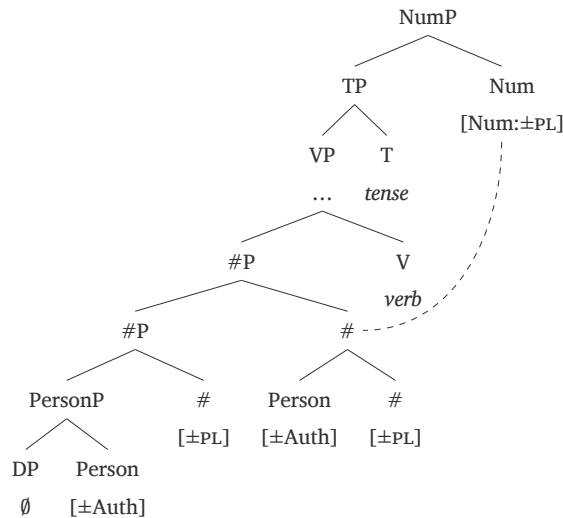 NumP
TP Num
[Num:±PL]
VP T
… tense
#P V
verb
#P #
PersonP # Person #
[±PL] [±Auth] [±PL]
DP Person
∅ [±Auth]